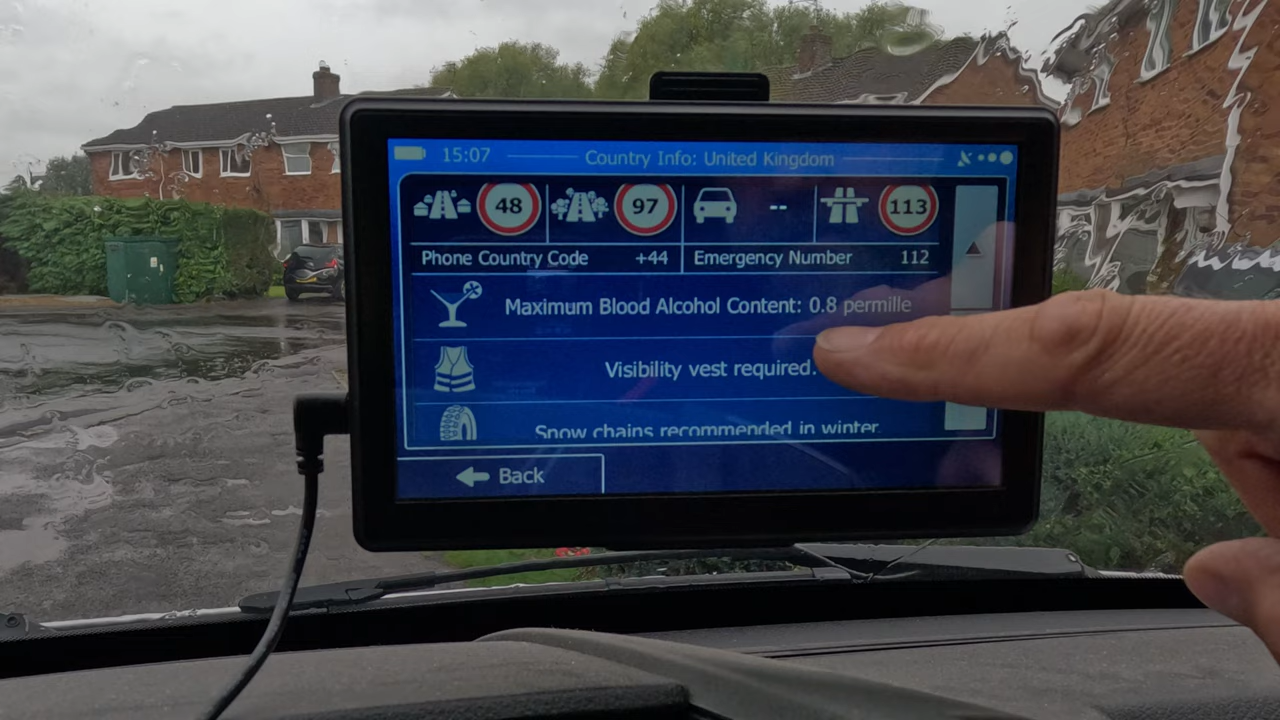 15:07 Country Info: United Kingdom
48 97 -- 113
Phone Country Code +44 Emergency Number 112
Maximum Blood Alcohol Content: 0.8 permille
Visibility vest required.
Snow chains recommended in winter.
Back